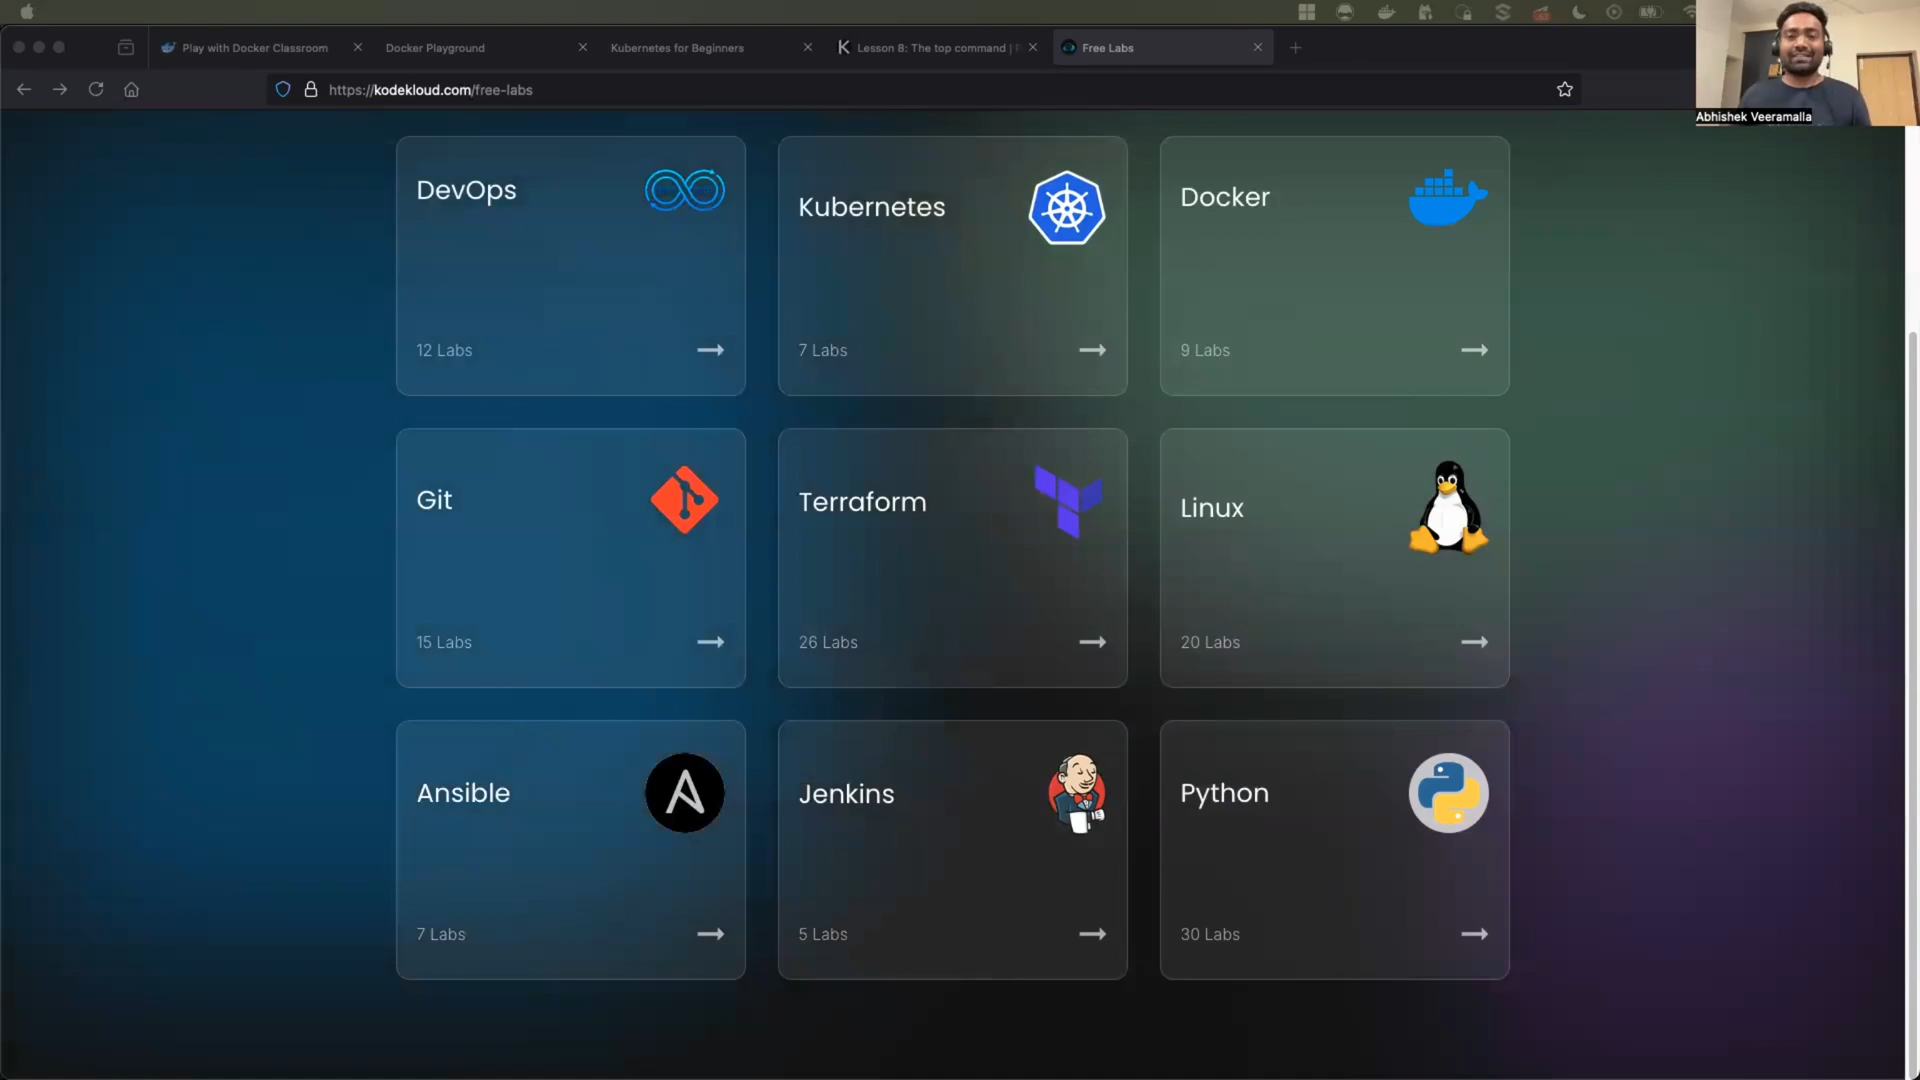 Play with Docker Classroom
Docker Playground
Kubernetes for Beginners
Lesson 8: The top command |
Free Labs
https://kodekloud.com/free-labs
Abhishek Veeramalla
DevOps
Kubernetes
Docker
12 Labs
7 Labs
9 Labs
Git
Terraform
Linux
15 Labs
26 Labs
20 Labs
Ansible
Jenkins
Python
7 Labs
5 Labs
30 Labs